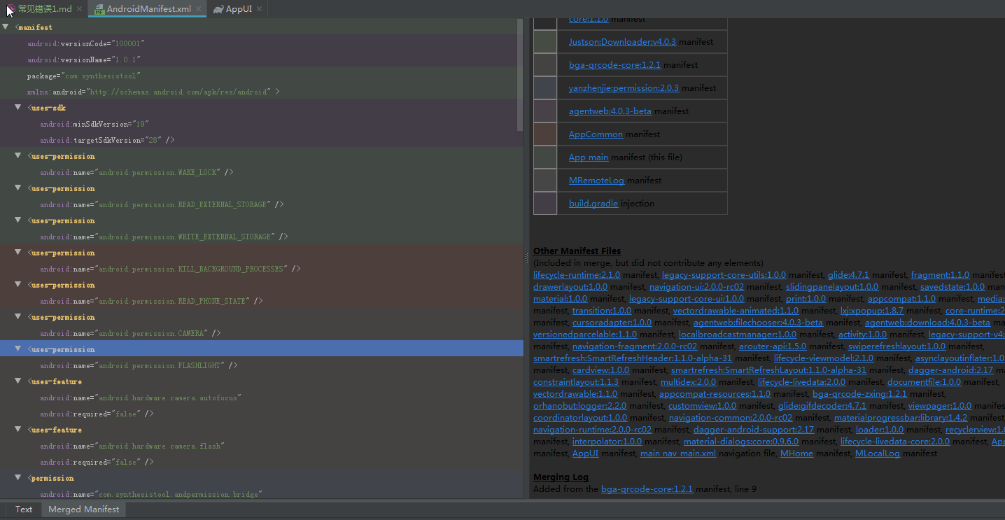 常见错误1.md
AndroidManifest.xml
AppUI
<manifest
android:versionCode="100001"
android:versionName="1.0.1"
package="com.synthesistool"
xmlns:android="http://schemas.android.com/apk/res/android" >
<uses-sdk
android:minSdkVersion="19"
android:targetSdkVersion="28" />
<uses-permission
android:name="android.permission.WAKE_LOCK" />
<uses-permission
android:name="android.permission.READ_EXTERNAL_STORAGE" />
<uses-permission
android:name="android.permission.WRITE_EXTERNAL_STORAGE" />
<uses-permission
android:name="android.permission.KILL_BACKGROUND_PROCESSES" />
<uses-permission
android:name="android.permission.READ_PHONE_STATE" />
<uses-permission
android:name="android.permission.CAMERA" />
<uses-permission
android:name="android.permission.FLASHLIGHT" />
<uses-feature
android:name="android.hardware.camera.autofocus"
android:required="false" />
<uses-feature
android:name="android.hardware.camera.flash"
android:required="false" />
<permission
android:name="com.synthesistool.andpermission.bridge"
core:1.2.0 manifest
Justson:Downloader:v4.0.3 manifest
bga-qrcode-core:1.2.1 manifest
yanzhenjie:permission:2.0.3 manifest
agentweb:4.0.3-beta manifest
AppCommon manifest
App main manifest (this file)
MRemoteLog manifest
build.gradle injection
Other Manifest Files
(Included in merge, but did not contribute any elements)
lifecycle-runtime:2.1.0 manifest, legacy-support-core-utils:1.0.0 manifest, glide:4.7.1 manifest, fragment:1.1.0 manifest,
drawerlayout:1.0.0 manifest, navigation-ui:2.0.0-rc02 manifest, slidingpanelayout:1.0.0 manifest, savedstate:1.0.0 manifest,
material:1.0.0 manifest, legacy-support-core-ui:1.0.0 manifest, print:1.0.0 manifest, appcompat:1.1.0 manifest, media:
manifest, transition:1.0.0 manifest, vectordrawable-animated:1.1.0 manifest, lxjxpopup:1.8.7 manifest, core-runtime:2
manifest, cursoradapter:1.0.0 manifest, agentweb:filechooser:4.0.3-beta manifest, agentweb:download:4.0.3-beta manifest,
versionedparcelable:1.1.0 manifest, localbroadcastmanager:1.0.0 manifest, activity:1.0.0 manifest, legacy-support-v4:
manifest, navigation-fragment:2.0.0-rc02 manifest, arouter-api:1.5.0 manifest, swiperefreshlayout:1.0.0 manifest,
smartrefresh:SmartRefreshHeader:1.1.0-alpha-31 manifest, lifecycle-viewmodel:2.1.0 manifest, asynclayoutinflater:1.0
manifest, cardview:1.0.0 manifest, smartrefresh:SmartRefreshLayout:1.1.0-alpha-31 manifest, dagger-android:2.17 manifest,
constraintlayout:1.1.3 manifest, multidex:2.0.0 manifest, lifecycle-livedata:2.0.0 manifest, documentfile:1.0.0 manifest,
vectordrawable:1.1.0 manifest, appcompat-resources:1.1.0 manifest, bga-qrcode-zxing:1.2.1 manifest,
orhanobut:logger:2.2.0 manifest, customview:1.0.0 manifest, glide:gifdecoder:4.7.1 manifest, viewpager:1.0.0 manifest,
coordinatorlayout:1.0.0 manifest, navigation-common:2.0.0-rc02 manifest, materialprogressbar:library:1.4.2 manifest,
navigation-runtime:2.0.0-rc02 manifest, dagger-android-support:2.17 manifest, loader:1.0.0 manifest, recyclerview:1.
manifest, interpolator:1.0.0 manifest, material-dialogs:core:0.9.6.0 manifest, lifecycle-livedata-core:2.0.0 manifest, Ap
manifest, AppUI manifest, main nav_main.xml navigation file, MHome manifest, MLocalLog manifest
Merging Log
Added from the bga-qrcode-core:1.2.1 manifest, line 9
Text
Merged Manifest